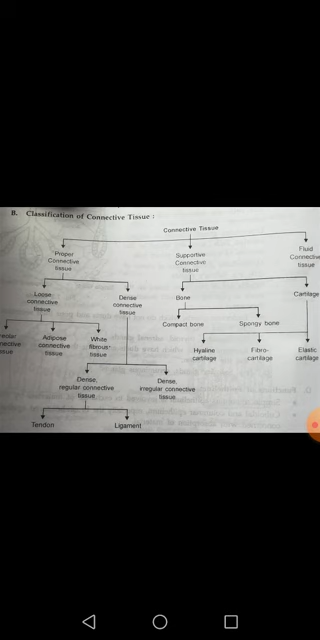 B. Classification of Connective Tissue :
Connective Tissue
Proper
Connective
tissue
Supportive
Connective
tissue
Fluid
Connective
tissue
Loose
connective
tissue
Dense
connective
tissue
Bone
Cartilage
Compact bone
Spongy bone
Adipose
connective
tissue
White
fibrous
tissue
Hyaline
cartilage
Fibro-
cartilage
Elastic
cartilage
Dense,
regular connective
tissue
Dense,
irregular connective
tissue
Tendon
Ligament